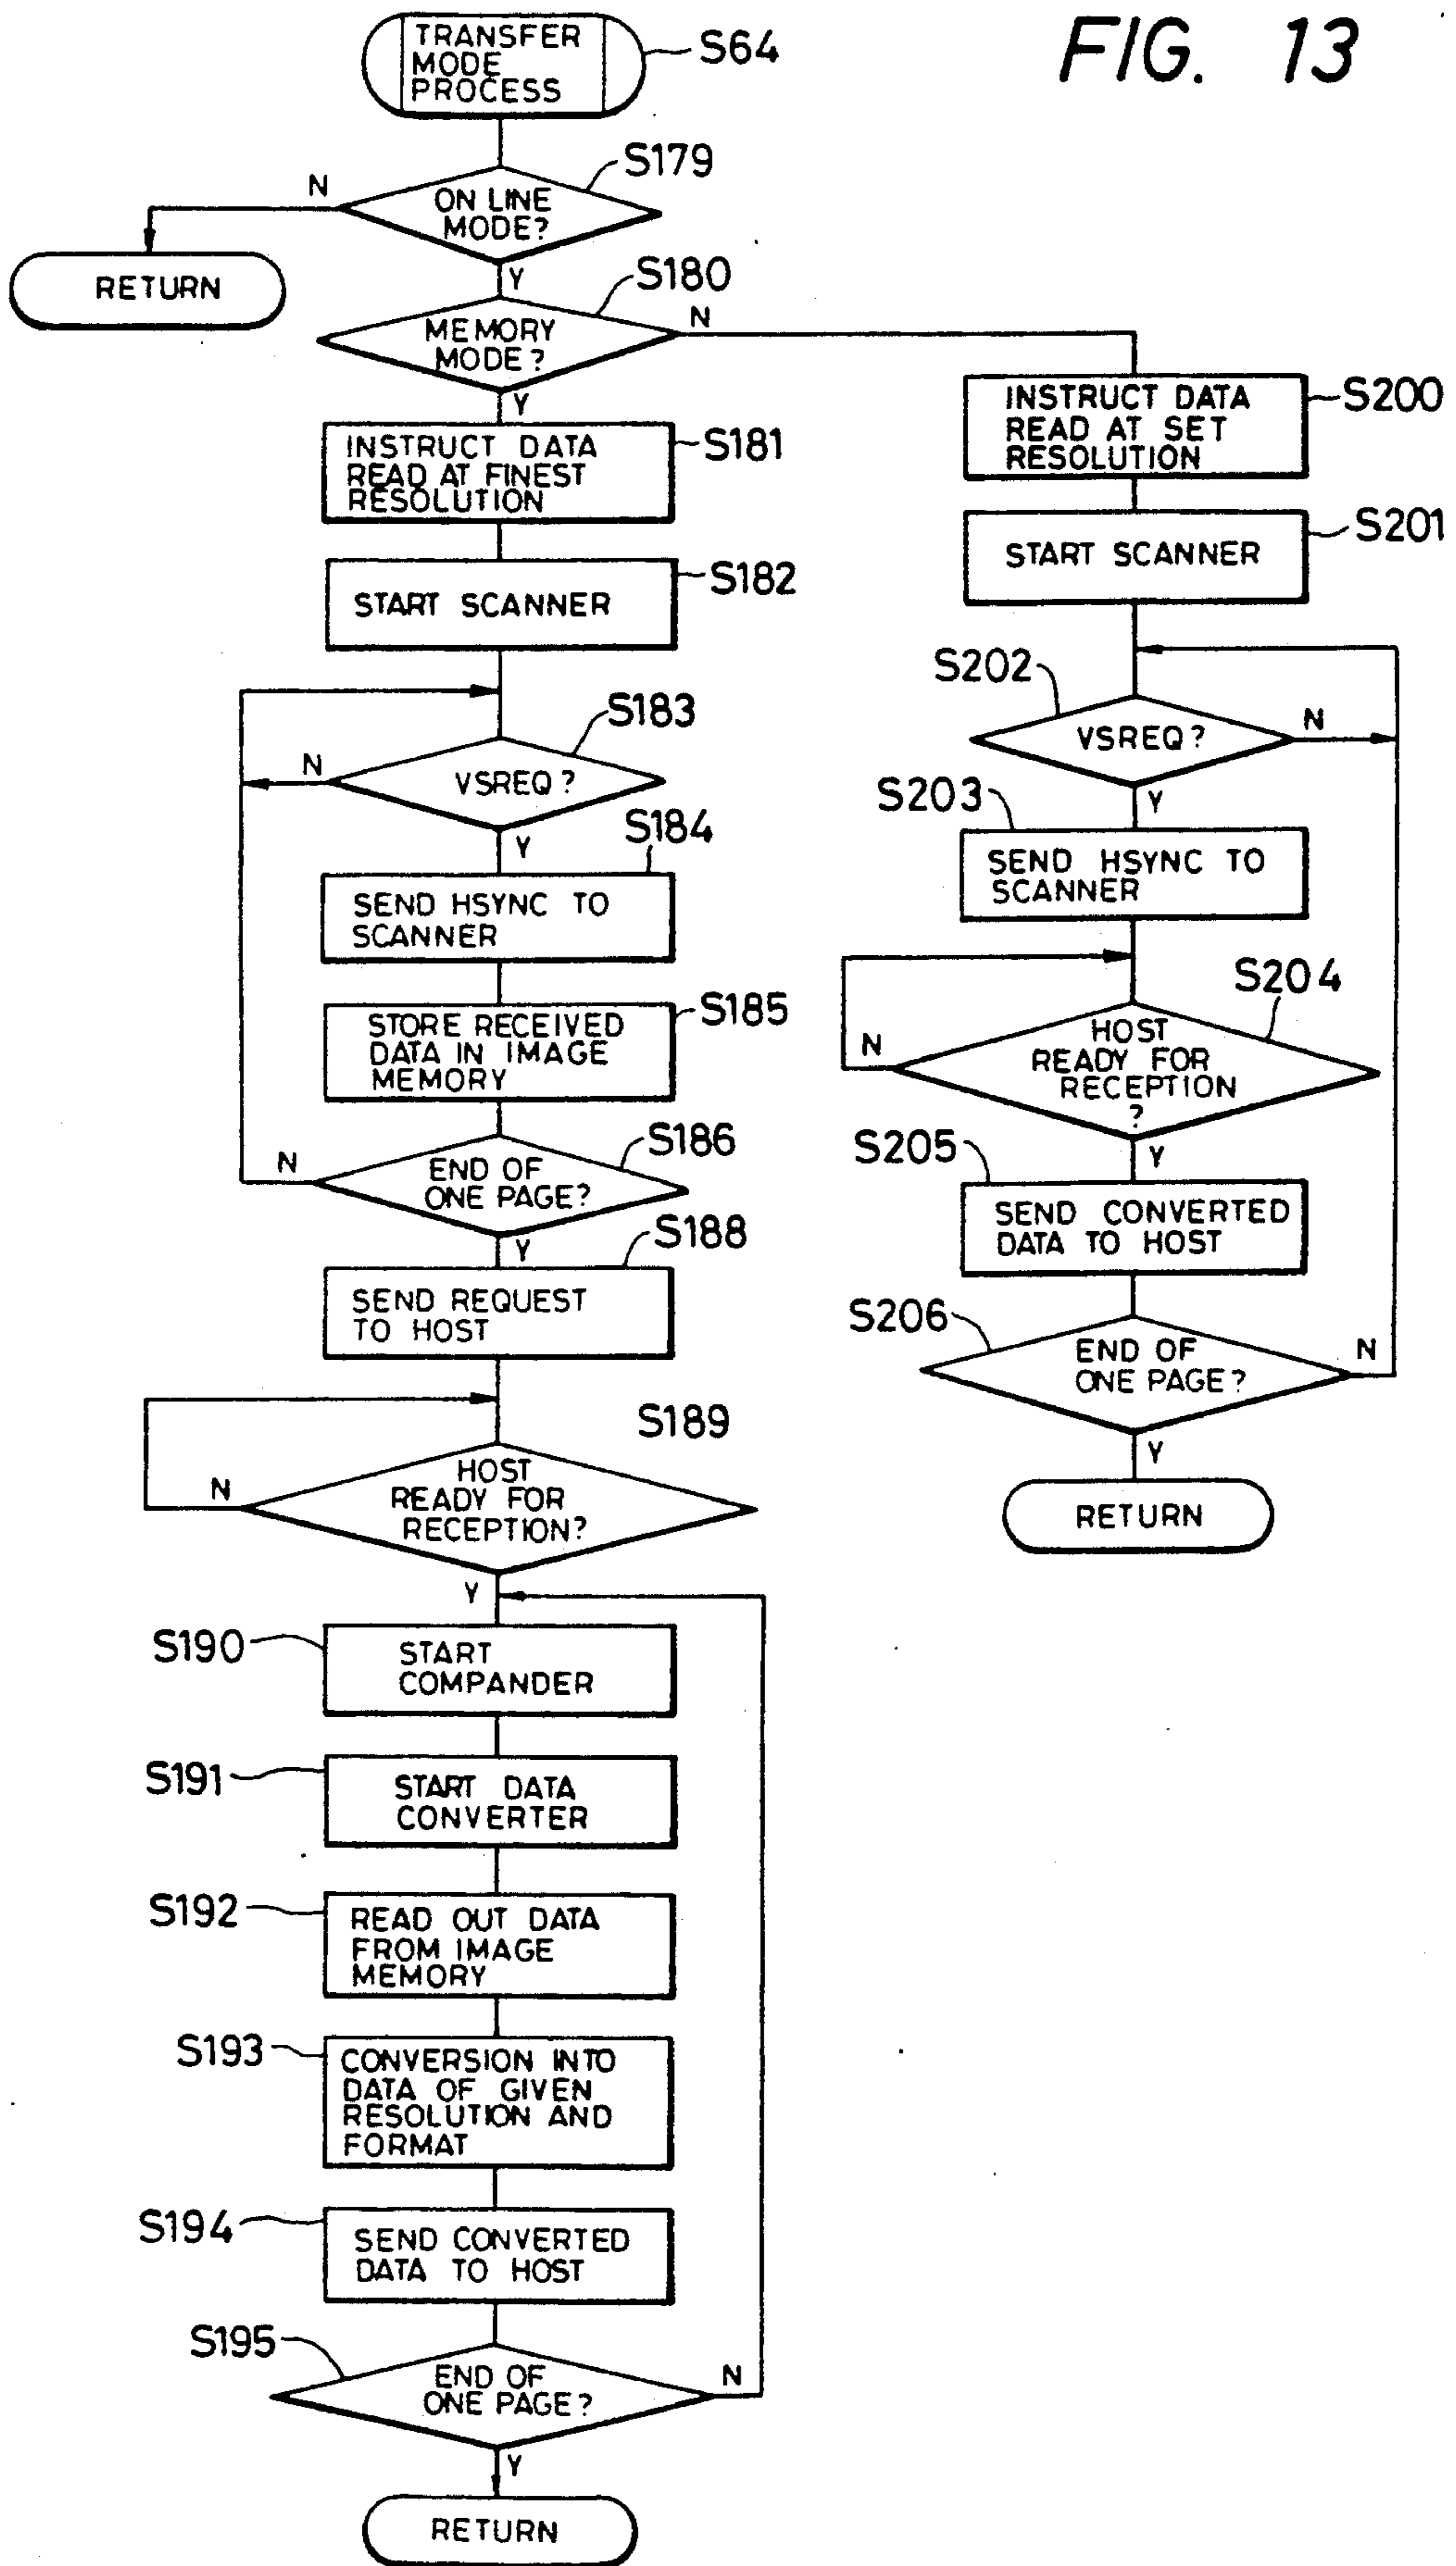 FIG. 13
TRANSFER
MODE
PROCESS
S64
S179
N
ON LINE
MODE?
RETURN
Y
S180
MEMORY
MODE?
N
Y
INSTRUCT DATA
READ AT FINEST
RESOLUTION
S181
START SCANNER
S182
S183
N
VSREQ?
Y
S184
SEND HSYNC TO
SCANNER
STORE RECEIVED
DATA IN IMAGE
MEMORY
S185
S186
N
END OF
ONE PAGE?
Y
S188
SEND REQUEST
TO HOST
S189
HOST
READY FOR
RECEPTION?
N
Y
S190
START
COMPANDER
S191
START DATA
CONVERTER
S192
READ OUT DATA
FROM IMAGE
MEMORY
S193
CONVERSION INTO
DATA OF GIVEN
RESOLUTION AND
FORMAT
S194
SEND CONVERTED
DATA TO HOST
S195
END OF
ONE PAGE?
N
Y
RETURN
INSTRUCT DATA
READ AT SET
RESOLUTION
S200
START SCANNER
S201
S202
VSREQ?
N
Y
S203
SEND HSYNC TO
SCANNER
S204
HOST
READY FOR
RECEPTION
?
N
Y
S205
SEND CONVERTED
DATA TO HOST
S206
END OF
ONE PAGE?
N
Y
RETURN